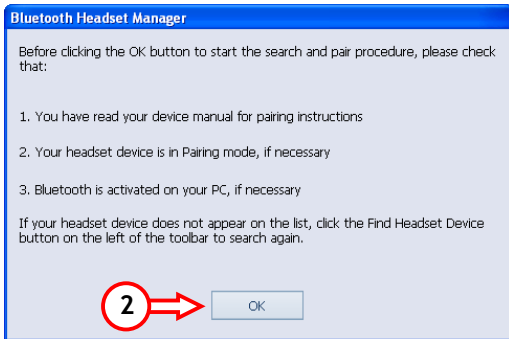 Bluetooth Headset Manager
Before clicking the OK button to start the search and pair procedure, please check
that:
1. You have read your device manual for pairing instructions
2. Your headset device is in Pairing mode, if necessary
3. Bluetooth is activated on your PC, if necessary
If your headset device does not appear on the list, click the Find Headset Device
button on the left of the toolbar to search again.
2
OK